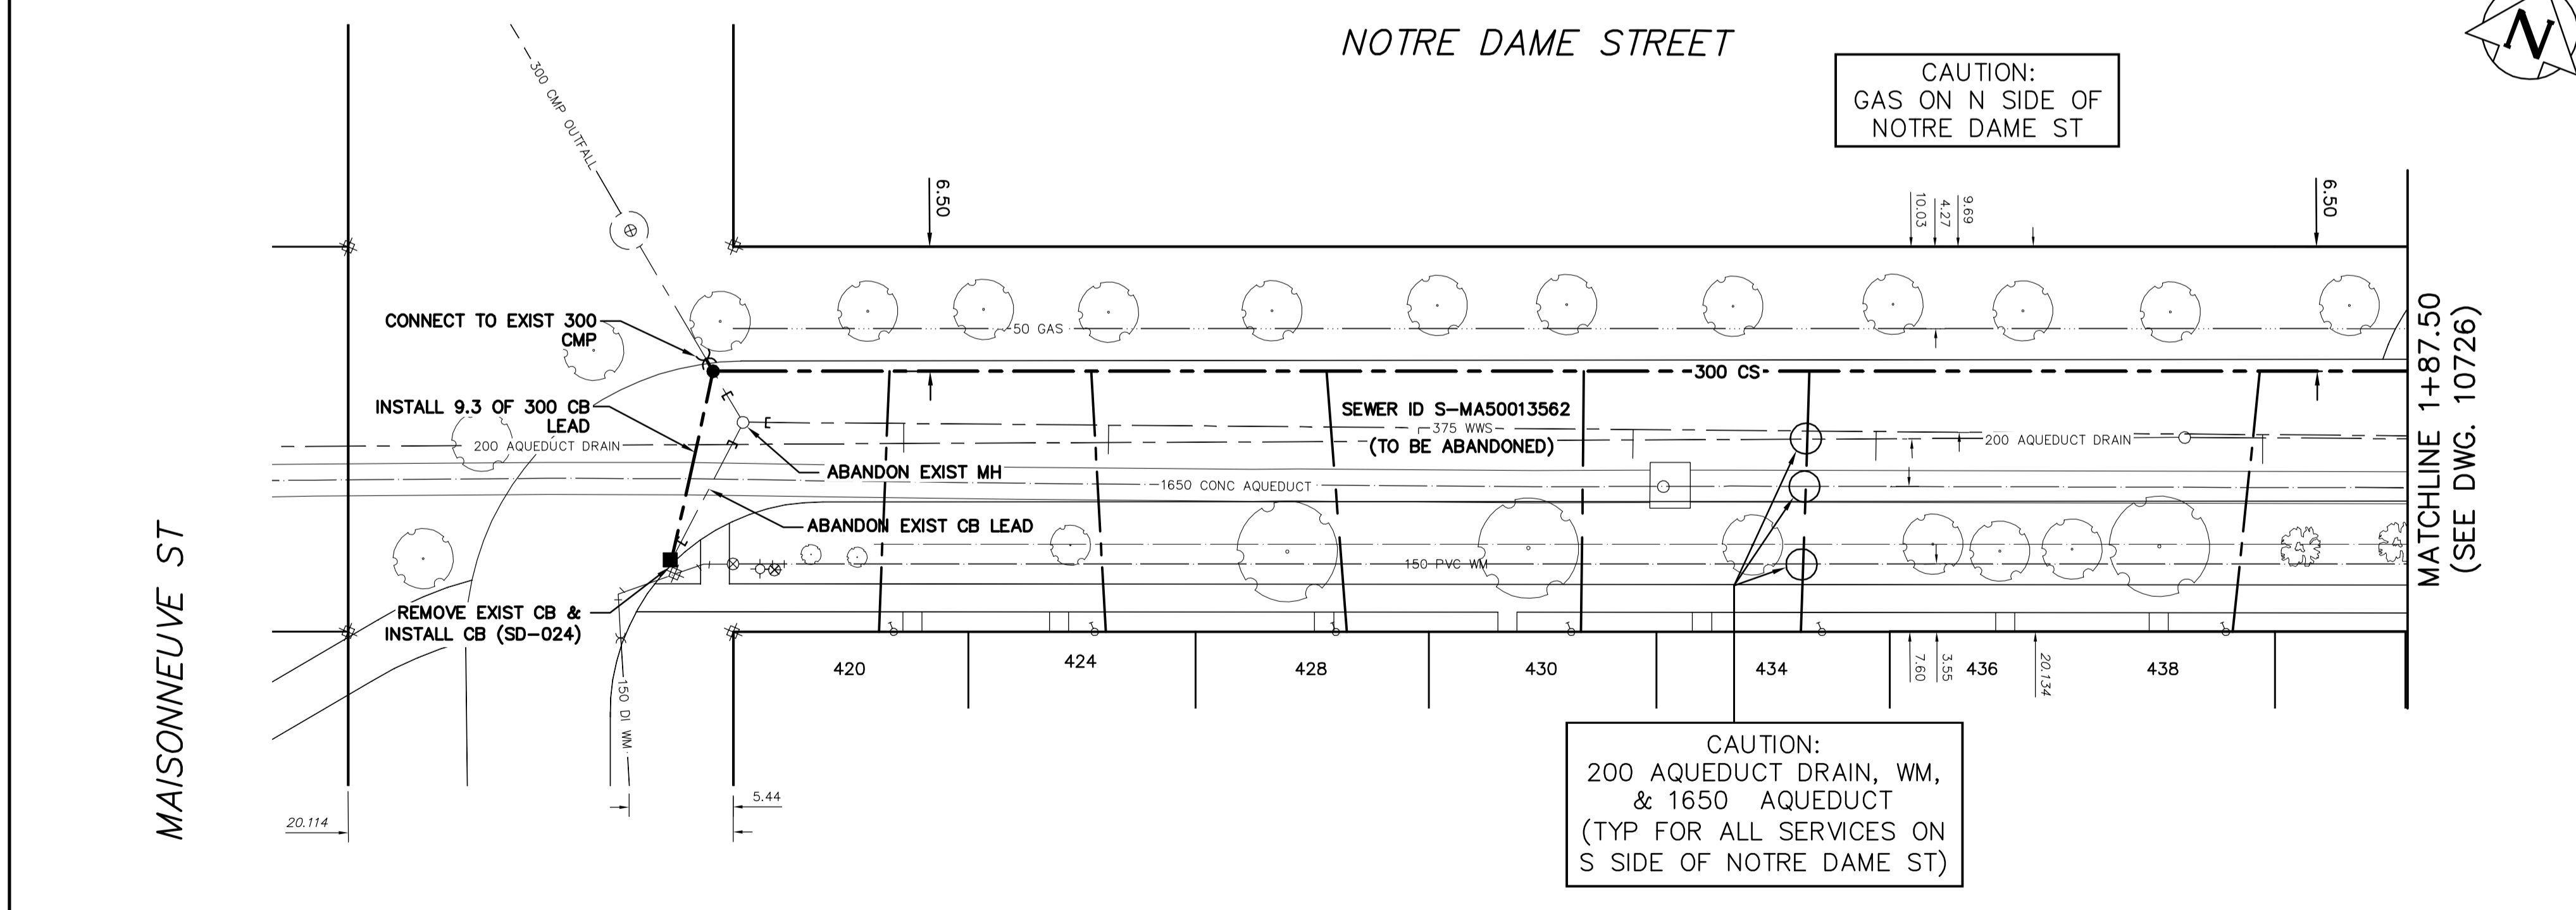 NOTRE DAME STREET
N
CAUTION:
GAS ON N SIDE OF
NOTRE DAME ST
300 CMP OUTFALL
6.50
10.03
4.27
9.69
6.50
CONNECT TO EXIST 300
CMP
50 GAS
300 CS
INSTALL 9.3 OF 300 CB
LEAD
SEWER ID S-MA50013562
375 WWS
(TO BE ABANDONED)
200 AQUEDUCT DRAIN
200 AQUEDUCT DRAIN
ABANDON EXIST MH
1650 CONC AQUEDUCT
ABANDON EXIST CB LEAD
150 PVC WM
REMOVE EXIST CB &
INSTALL CB (SD-024)
MATCHLINE 1+87.50
(SEE DWG. 10726)
MAISONNEUVE ST
150 DI WM
420
424
428
430
434
436
438
7.60
3.55
20.134
5.44
20.114
CAUTION:
200 AQUEDUCT DRAIN, WM,
& 1650 AQUEDUCT
(TYP FOR ALL SERVICES ON
S SIDE OF NOTRE DAME ST)